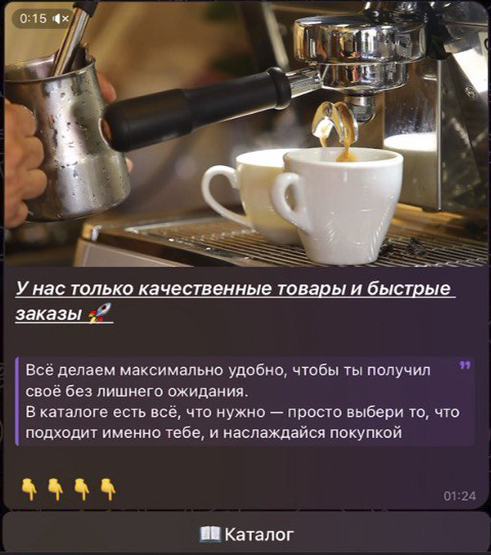 0:15
У нас только качественные товары и быстрые
заказы 🚀
Всё делаем максимально удобно, чтобы ты получил
своё без лишнего ожидания.
В каталоге есть всё, что нужно — просто выбери то, что
подходит именно тебе, и наслаждайся покупкой
👇👇👇👇
01:24
📖Каталог